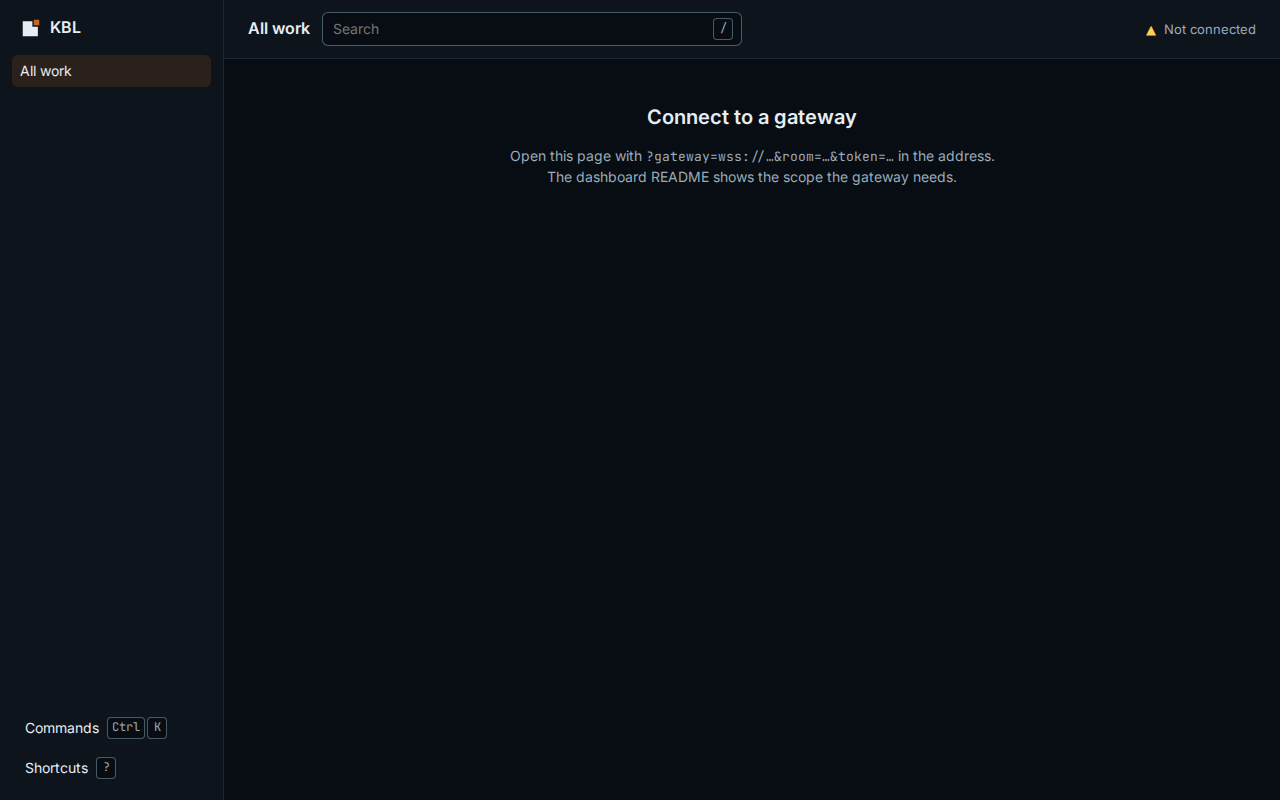 KBL
All work
All work
Search
/
Not connected
Connect to a gateway
Open this page with ?gateway=wss://…&room=…&token=… in the address.
The dashboard README shows the scope the gateway needs.
Commands Ctrl K
Shortcuts ?